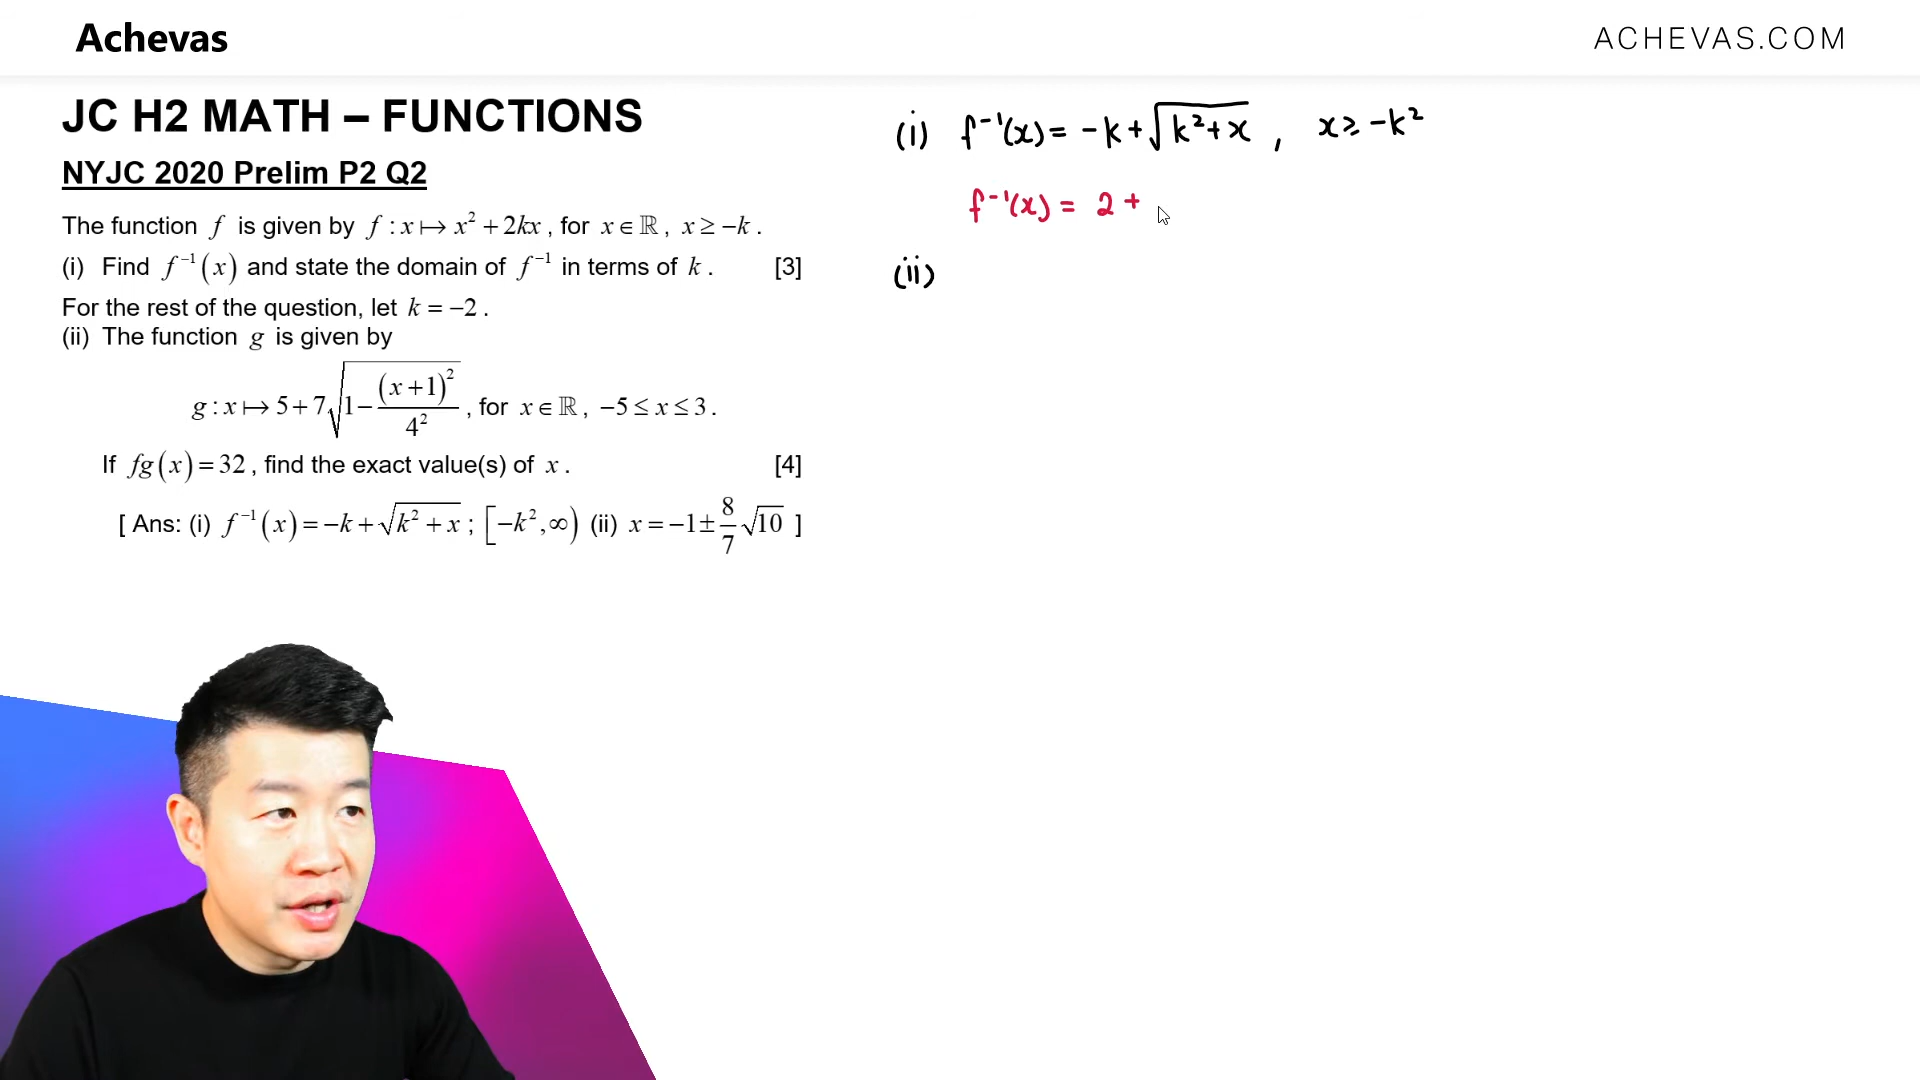 Achevas
ACHEVAS.COM
JC H2 MATH – FUNCTIONS
NYJC 2020 Prelim P2 Q2
The function f is given by f : x ↦ x² + 2kx , for x ∈ ℝ , x ≥ −k .
(i) Find f⁻¹(x) and state the domain of f⁻¹ in terms of k . [3]
For the rest of the question, let k = −2 .
(ii) The function g is given by
g : x ↦ 5 + 7√(1 − (x+1)²/4²) , for x ∈ ℝ , −5 ≤ x ≤ 3 .
If fg(x) = 32 , find the exact value(s) of x . [4]
[ Ans: (i) f⁻¹(x) = −k + √(k² + x) ; [−k², ∞) (ii) x = −1 ± 8/7 √10 ]
(i) f⁻¹(x) = −k + √(k² + x) , x ≥ −k²
f⁻¹(x) = 2 +
(ii)